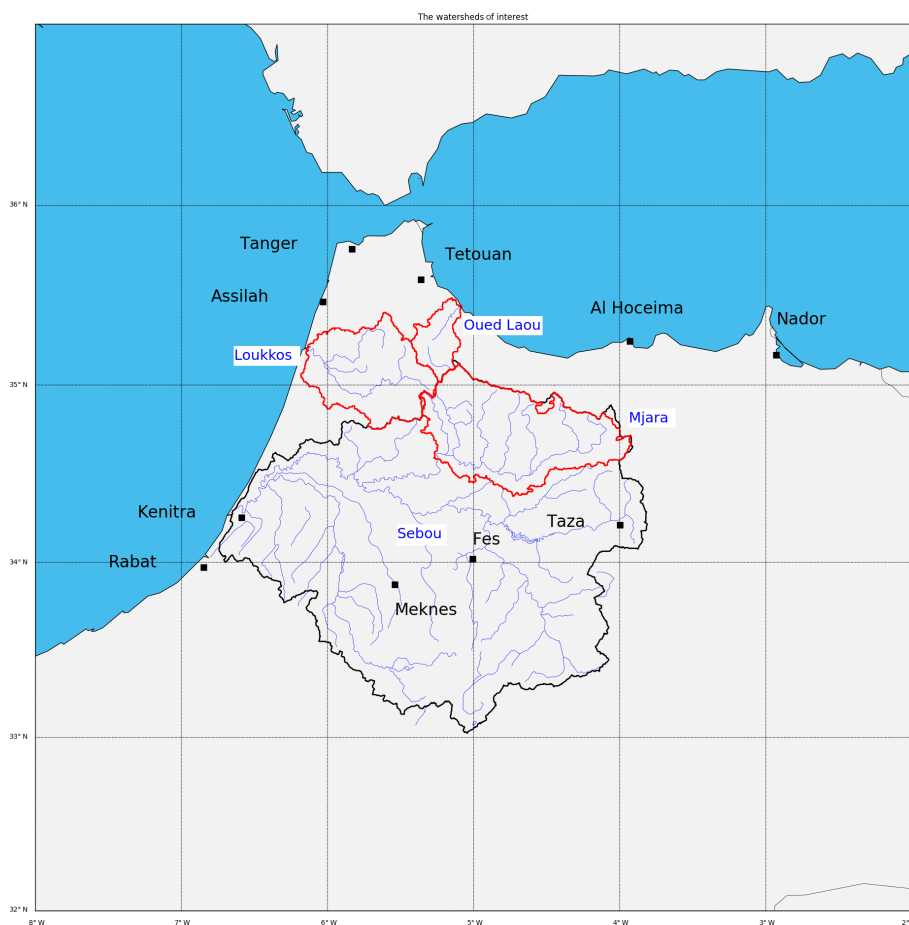 The watersheds of interest
36° N
Tanger
Tetouan
Assilah
Al Hoceima
Nador
Oued Laou
Loukkos
35° N
Mjara
Kenitra
Taza
Sebou
Fes
34° N
Rabat
Meknes
33° N
32° N
8° W
7° W
6° W
5° W
4° W
3° W
2°